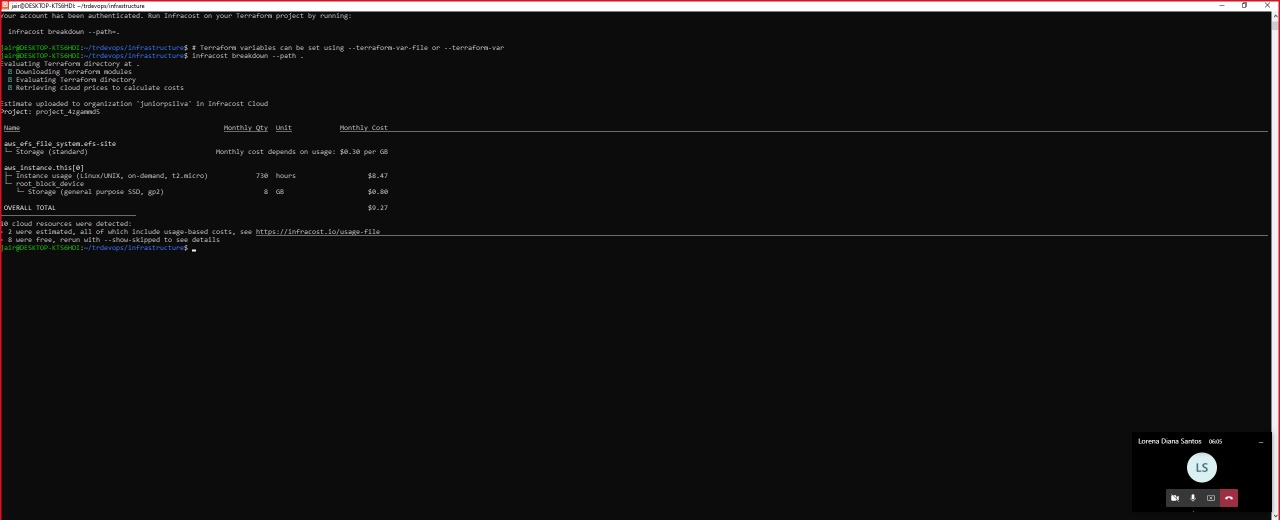 jair@DESKTOP-KTS6HDI: ~/trdevops/infrastructure
Your account has been authenticated. Run Infracost on your Terraform project by running:
infracost breakdown --path=.
jair@DESKTOP-KTS6HDI:~/trdevops/infrastructure$ # Terraform variables can be set using --terraform-var-file or --terraform-var
jair@DESKTOP-KTS6HDI:~/trdevops/infrastructure$ infracost breakdown --path .
Evaluating Terraform directory at .
Downloading Terraform modules
Evaluating Terraform directory
Retrieving cloud prices to calculate costs
Estimate uploaded to organization 'juniorpsilva' in Infracost Cloud
Project: project_4zgammd5
Name Monthly Qty Unit Monthly Cost
aws_efs_file_system.efs-site
└─ Storage (standard) Monthly cost depends on usage: $0.30 per GB
aws_instance.this[0]
├─ Instance usage (Linux/UNIX, on-demand, t2.micro) 730 hours $8.47
└─ root_block_device
└─ Storage (general purpose SSD, gp2) 8 GB $0.80
OVERALL TOTAL $9.27
10 cloud resources were detected:
∙ 2 were estimated, all of which include usage-based costs, see https://infracost.io/usage-file
∙ 8 were free, rerun with --show-skipped to see details
jair@DESKTOP-KTS6HDI:~/trdevops/infrastructure$
Lorena Diana Santos 06:05
LS